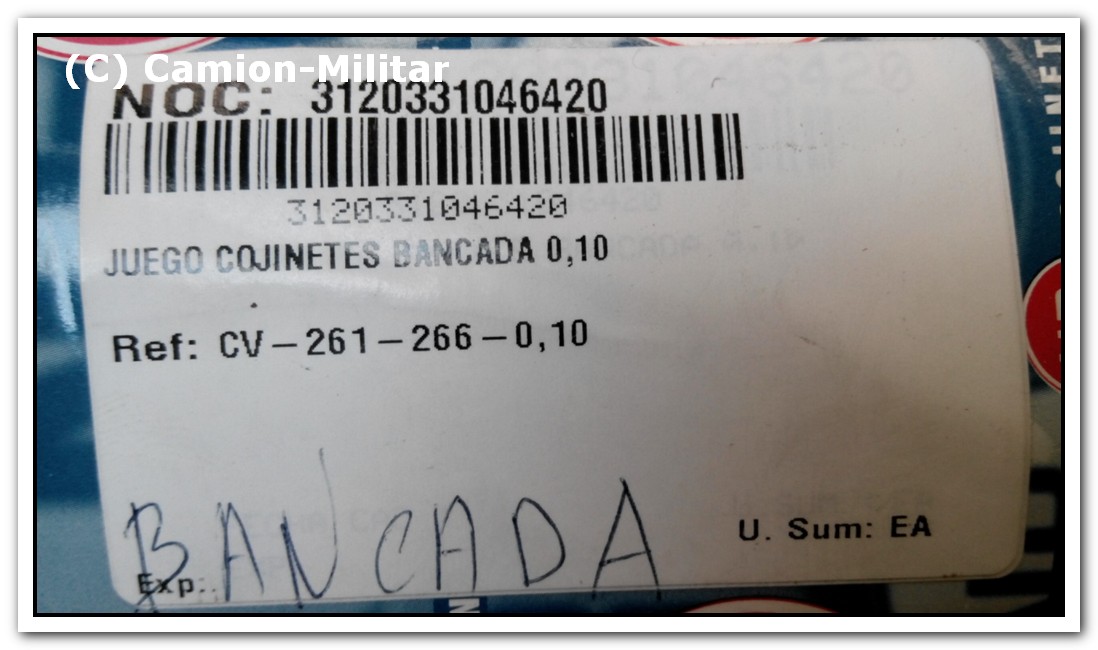 (C) Camion-Militar
NOC: 3120331046420
3120331046420
JUEGO COJINETES BANCADA 0,10
Ref: CV-261-266-0,10
BANCADA
U. Sum: EA
Exp: